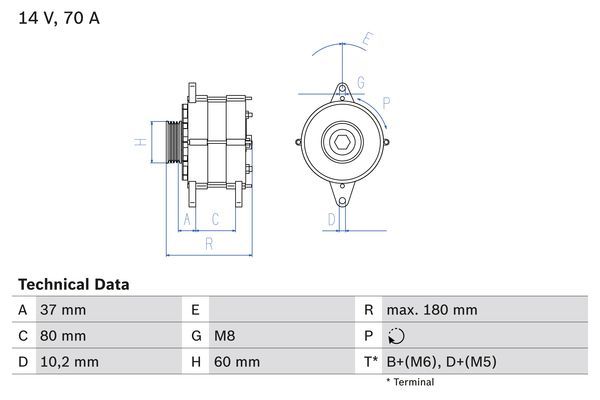 14 V, 70 A
E
G
P
H
A C
D
R
Technical Data
A 37 mm E R max. 180 mm
C 80 mm G M8 P
D 10,2 mm H 60 mm T* B+(M6), D+(M5)
* Terminal